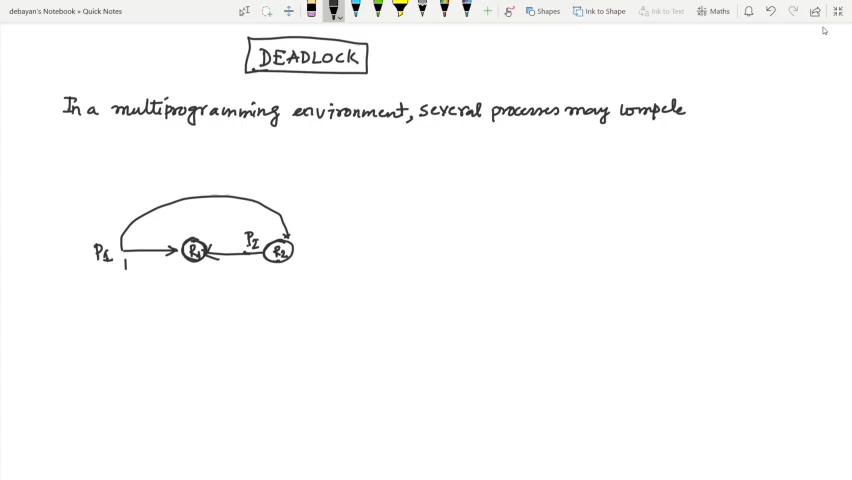 debayan's Notebook » Quick Notes
Shapes
Ink to Shape
Ink to Text
Maths
DEADLOCK
In a multiprogramming environment, several processes may compete
P1
R1
P2
R2